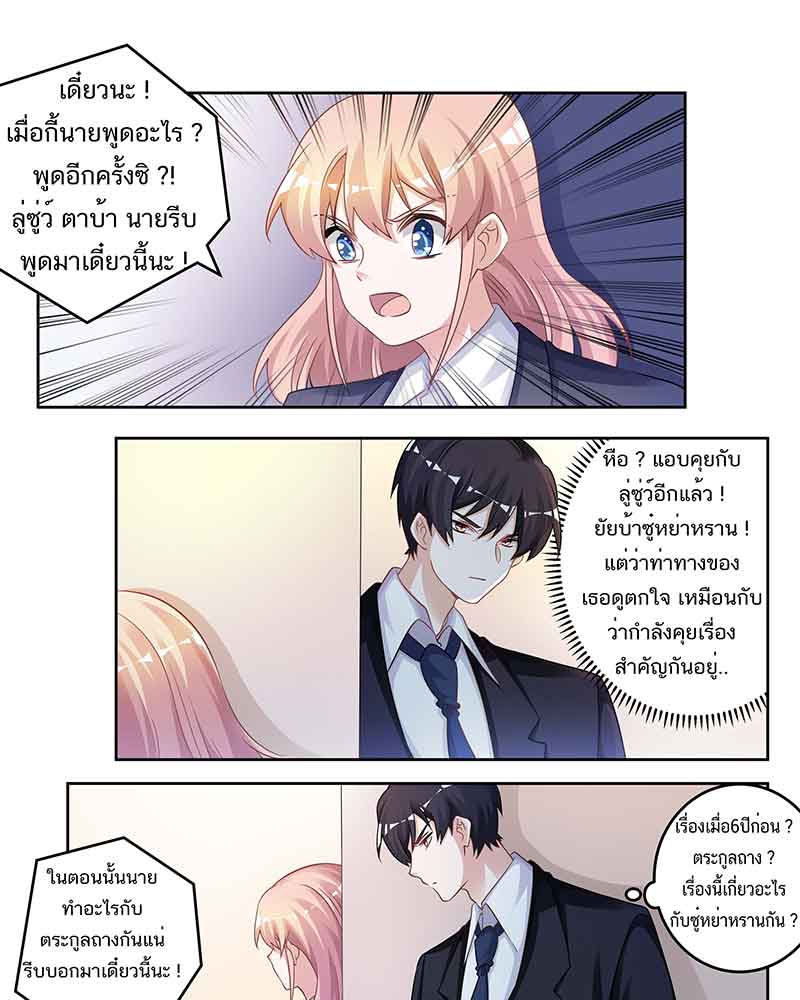 เดี๋ยวนะ !
เมื่อกี้นายพูดอะไร ?
พูดอีกครั้งซิ ?!
ลู่ซู่ว์ ตาบ้า นายรีบ
พูดมาเดี๋ยวนี้นะ !
หือ ? แอบคุยกับ
ลู่ซู่ว์อีกแล้ว !
ยัยบ้าซู๋หย่าหราน !
แต่ว่าท่าทางของ
เธอดูตกใจ เหมือนกับ
ว่ากำลังคุยเรื่อง
สำคัญกันอยู่..
เรื่องเมื่อ6ปีก่อน ?
ตระกูลถาง ?
เรื่องนี้เกี่ยวอะไร
กับซู๋หย่าหรานกัน ?
ในตอนนั้นนาย
ทำอะไรกับ
ตระกูลถางกันแน่
รีบบอกมาเดี๋ยวนี้นะ !